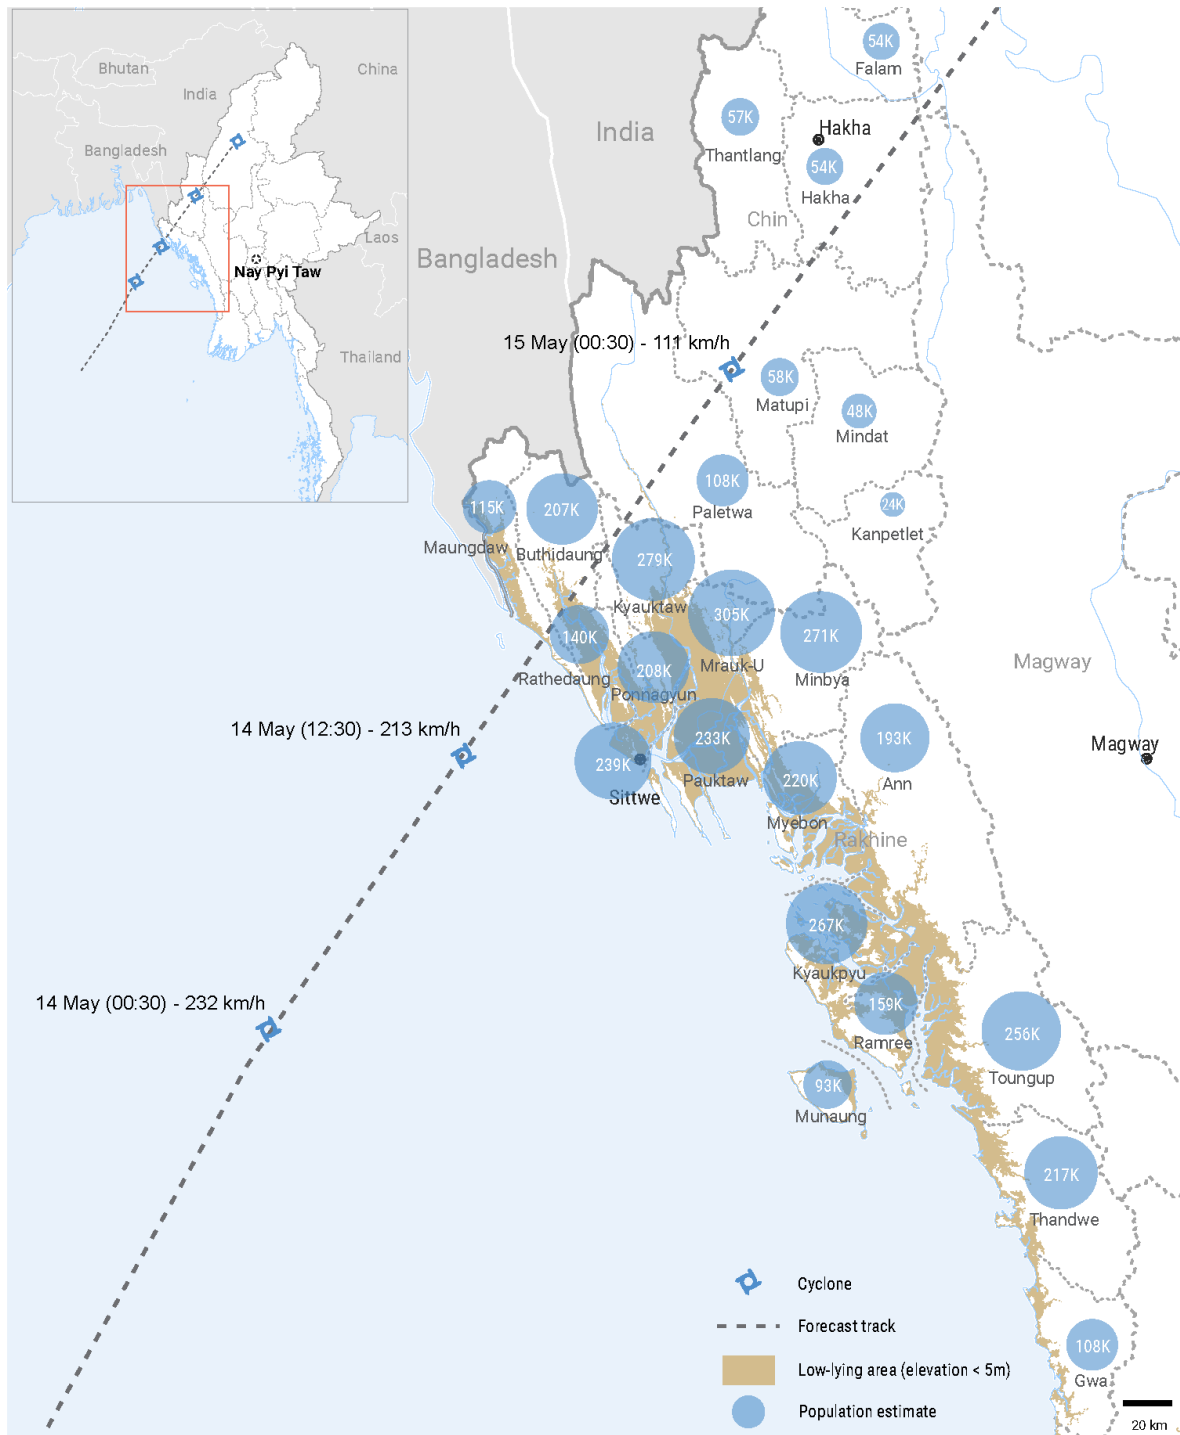 Bhutan
China
India
Bangladesh
Laos
Nay Pyi Taw
Thailand
54K
Falam
57K
Thantlang
India
Hakha
54K
Hakha
Chin
Bangladesh
15 May (00:30) - 111 km/h
58K
Matupi
48K
Mindat
108K
Paletwa
24K
Kanpetlet
115K
Maungdaw
207K
Buthidaung
279K
Kyauktaw
305K
Mrauk-U
271K
Minbya
140K
Rathedaung
208K
Ponnagyun
Magway
14 May (12:30) - 213 km/h
239K
Sittwe
233K
Pauktaw
220K
Myebon
193K
Ann
Magway
Rakhine
267K
Kyaukpyu
14 May (00:30) - 232 km/h
159K
Ramree
256K
Toungup
93K
Munaung
217K
Thandwe
108K
Gwa
Cyclone
Forecast track
Low-lying area (elevation < 5m)
Population estimate
20 km